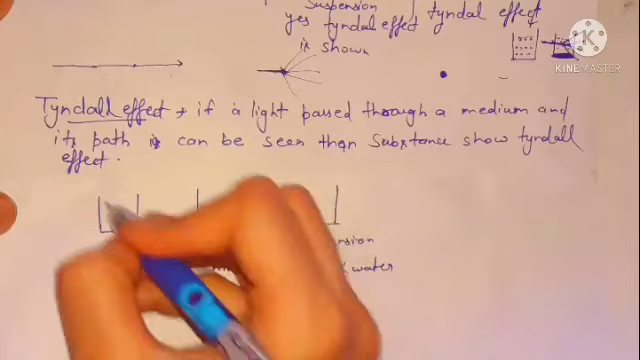 Suspension
yes tyndal effect tyndal effect
is shown
KINEMASTER
Tyndall effect → if a light passed through a medium and
its path is can be seen then Substance show tyndall
effect.
water